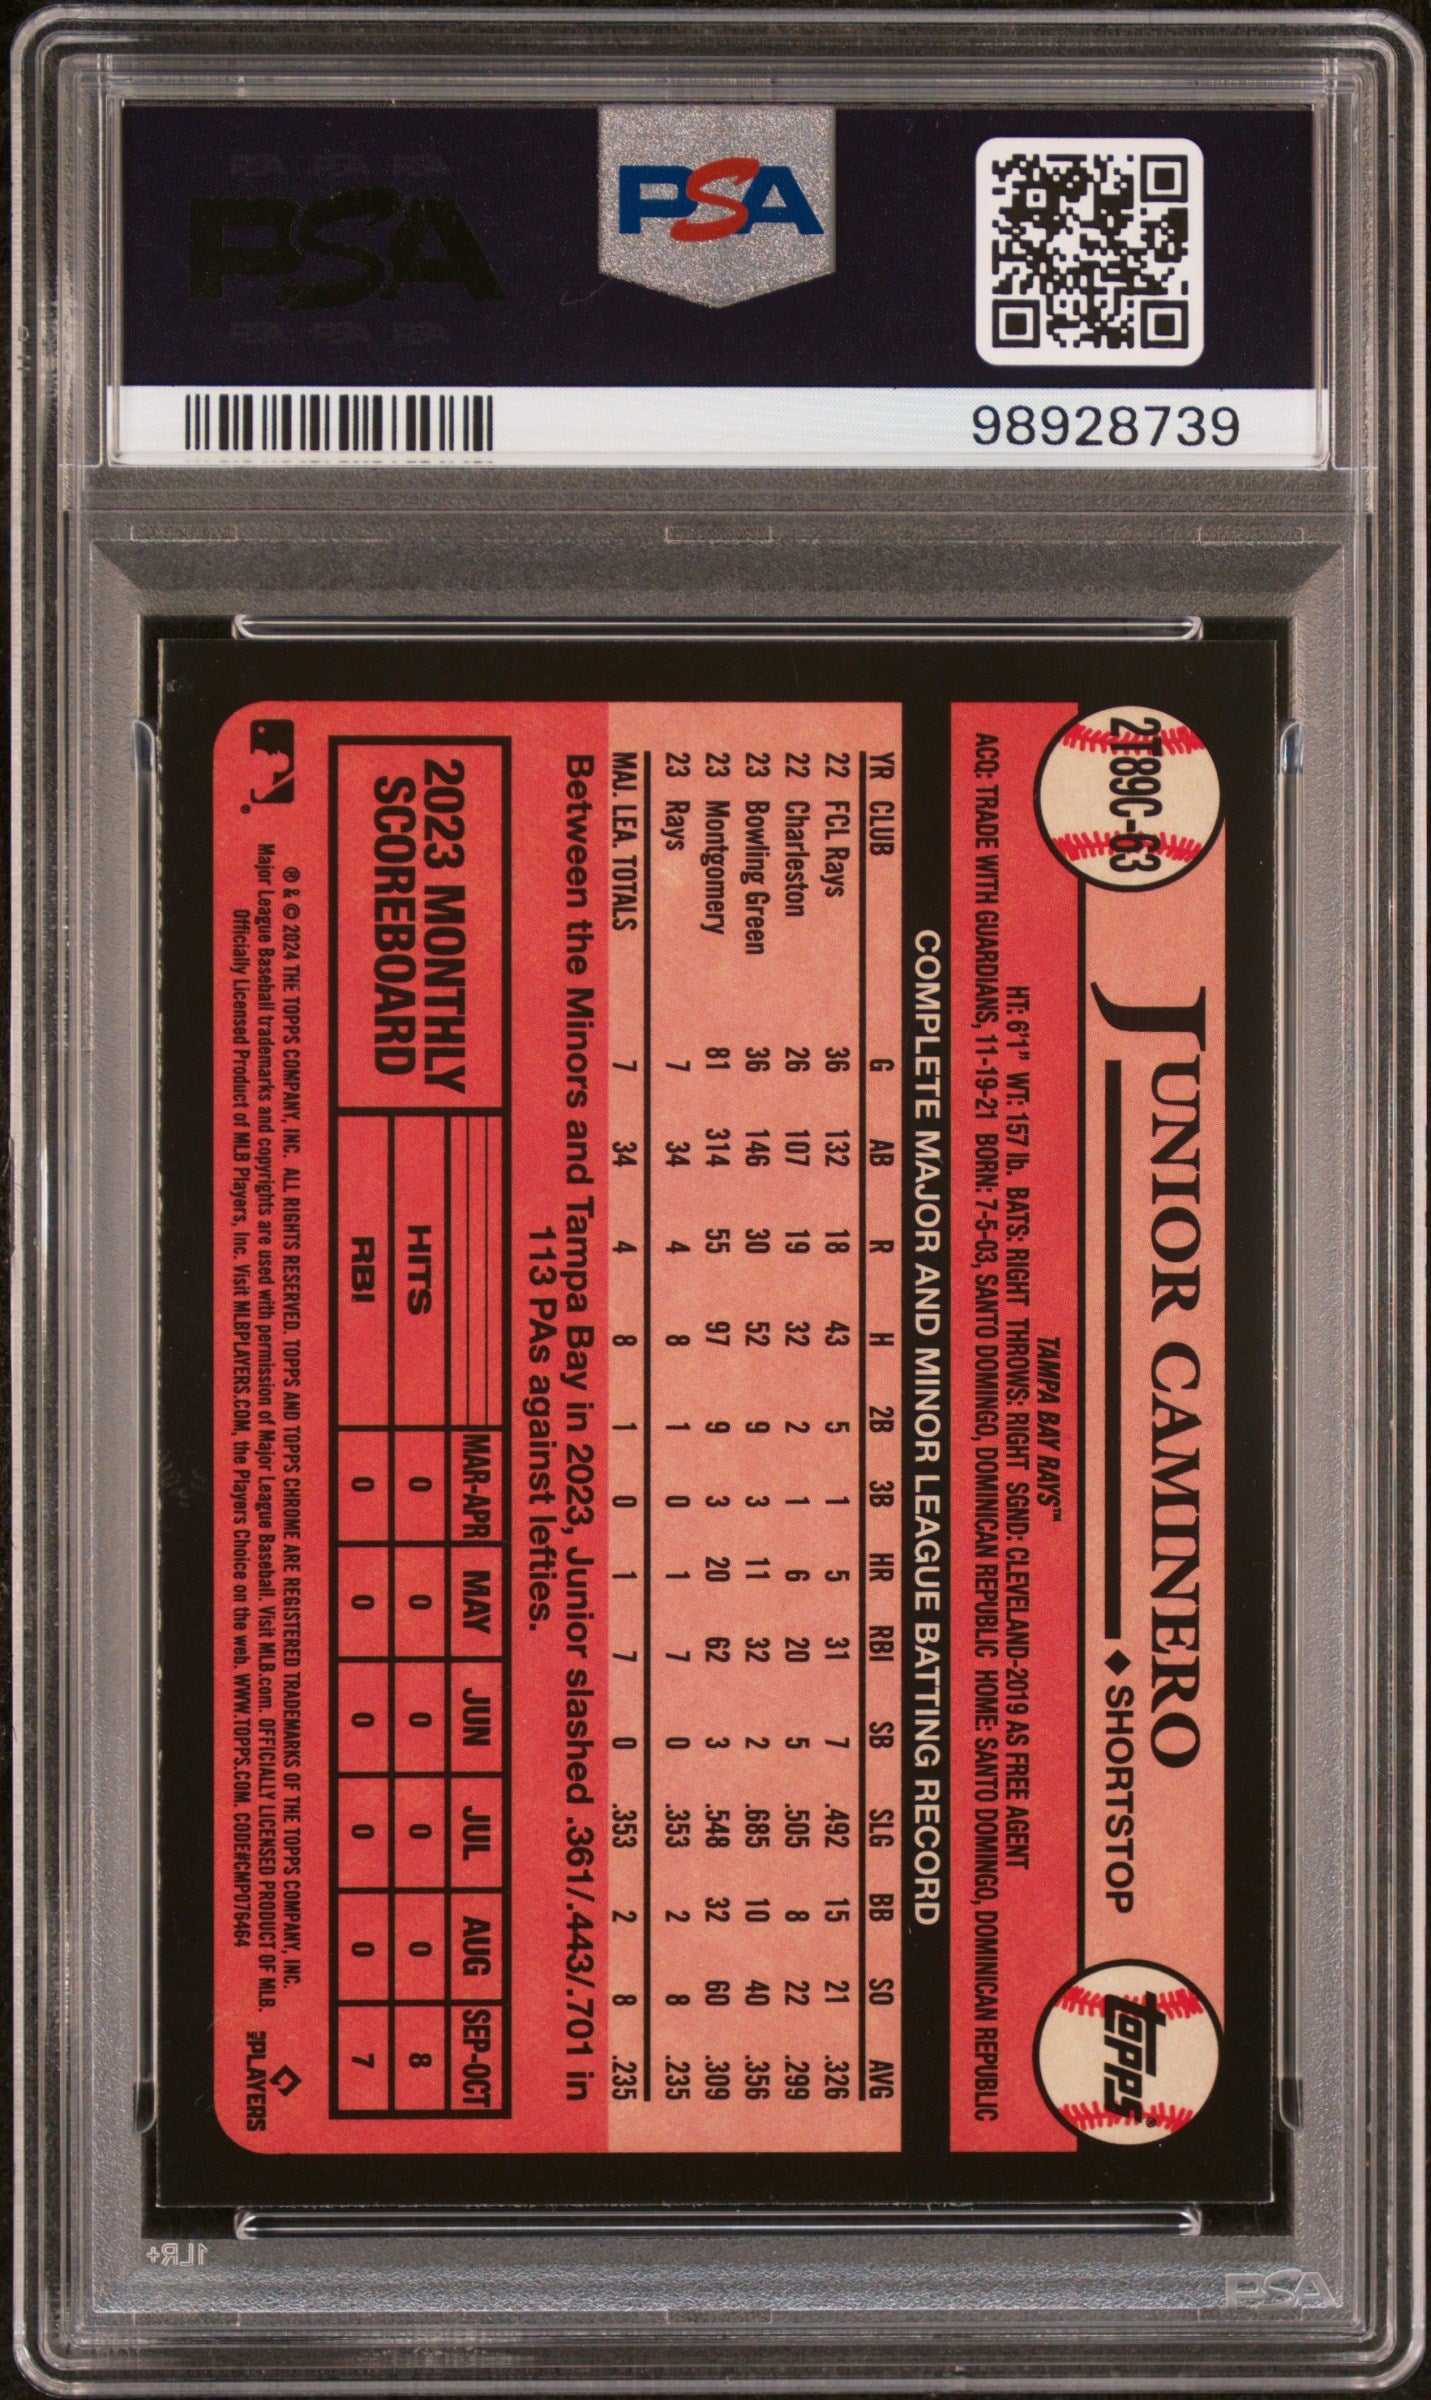 PSA
PSA
98928739
2T89C-63
JUNIOR CAMINERO
◆ SHORTSTOP
Topps®
TAMPA BAY RAYS™
HT: 6'1" WT: 157 lb. BATS: RIGHT THROWS: RIGHT SGND: CLEVELAND-2019 AS FREE AGENT
ACQ: TRADE WITH GUARDIANS, 11-19-21 BORN: 7-5-03, SANTO DOMINGO, DOMINICAN REPUBLIC HOME: SANTO DOMINGO, DOMINICAN REPUBLIC
COMPLETE MAJOR AND MINOR LEAGUE BATTING RECORD
YR CLUB G AB R H 2B 3B HR RBI SB SLG BB SO AVG
22 FCL Rays 36 132 18 43 5 1 5 31 7 .492 15 21 .326
22 Charleston 26 107 19 32 2 1 6 20 5 .505 8 22 .299
23 Bowling Green 36 146 30 52 9 3 11 32 2 .685 10 40 .356
23 Montgomery 81 314 55 97 9 3 20 62 3 .548 32 60 .309
23 Rays 7 34 4 8 1 0 1 7 0 .353 2 8 .235
MAJ. LEA. TOTALS 7 34 4 8 1 0 1 7 0 .353 2 8 .235
Between the Minors and Tampa Bay in 2023, Junior slashed .361/.443/.701 in
113 PAs against lefties.
2023 MONTHLY
SCOREBOARD
MAR-APR MAY JUN JUL AUG SEP-OCT
HITS 0 0 0 0 0 8
RBI 0 0 0 0 0 7
® & © 2024 THE TOPPS COMPANY, INC. ALL RIGHTS RESERVED. TOPPS AND TOPPS CHROME ARE REGISTERED TRADEMARKS OF THE TOPPS COMPANY, INC.
Major League Baseball trademarks and copyrights are used with permission of Major League Baseball. Visit MLB.com. OFFICIALLY LICENSED PRODUCT OF MLB.
Officially Licensed Product of MLB Players, Inc. Visit MLBPLAYERS.COM, the Players Choice on the web. WWW.TOPPS.COM. CODE#CMP076464
MLB PLAYERS
1LR+
PSA